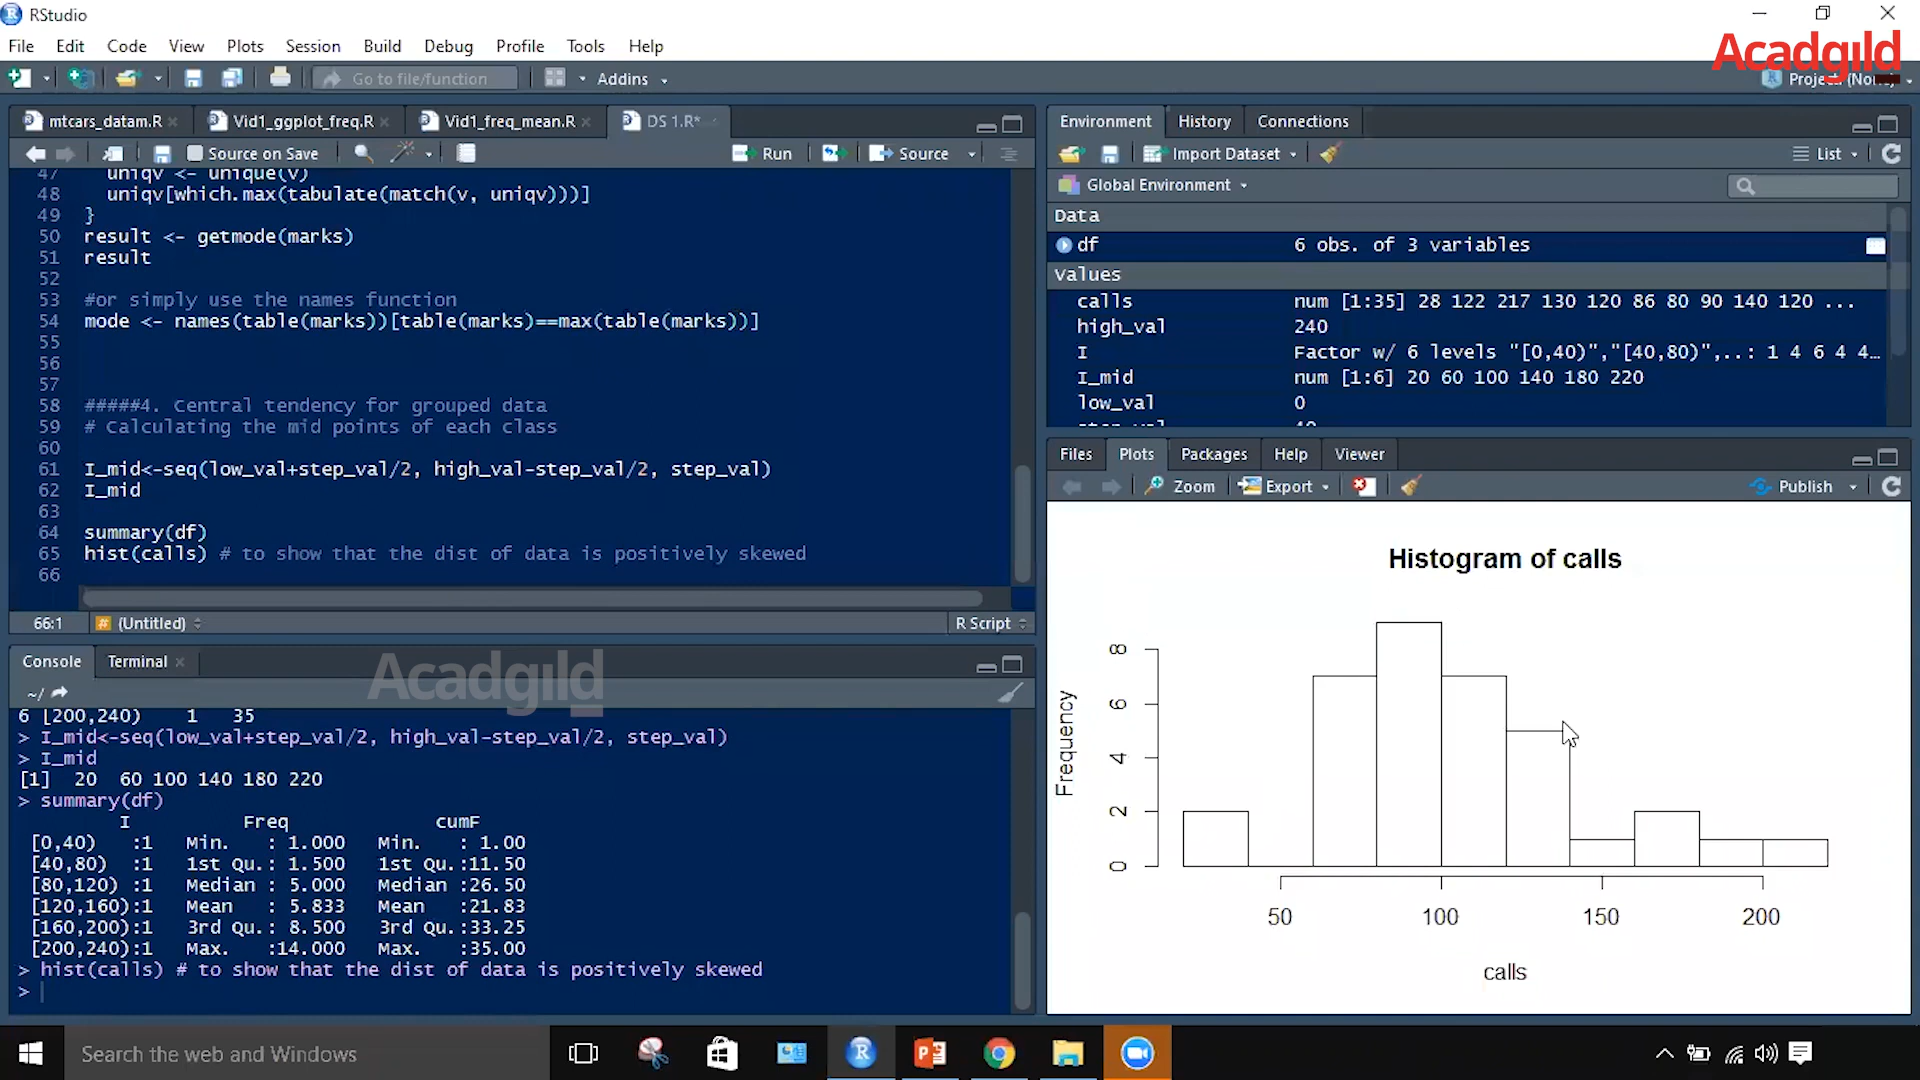 RStudio
File Edit Code View Plots Session Build Debug Profile Tools Help
Acadgild
Go to file/function Addins
mtcars_datam.R Vid1_ggplot_freq.R Vid1_freq_mean.R DS 1.R*
Source on Save Run Source
47 uniqv <- unique(v)
48 uniqv[which.max(tabulate(match(v, uniqv)))]
49 }
50 result <- getmode(marks)
51 result
52
53 #or simply use the names function
54 mode <- names(table(marks))[table(marks)==max(table(marks))]
55
56
57
58 #####4. Central tendency for grouped data
59 # Calculating the mid points of each class
60
61 I_mid<-seq(low_val+step_val/2, high_val-step_val/2, step_val)
62 I_mid
63
64 summary(df)
65 hist(calls) # to show that the dist of data is positively skewed
66
66:1 (Untitled) R Script
Console Terminal
Acadgild
~/
6 [200,240) 1 35
> I_mid<-seq(low_val+step_val/2, high_val-step_val/2, step_val)
> I_mid
[1] 20 60 100 140 180 220
> summary(df)
I Freq cumF
[0,40) :1 Min. : 1.000 Min. : 1.00
[40,80) :1 1st Qu.: 1.500 1st Qu.:11.50
[80,120) :1 Median : 5.000 Median :26.50
[120,160):1 Mean : 5.833 Mean :21.83
[160,200):1 3rd Qu.: 8.500 3rd Qu.:33.25
[200,240):1 Max. :14.000 Max. :35.00
> hist(calls) # to show that the dist of data is positively skewed
>
Environment History Connections
Import Dataset List
Global Environment
Data
df 6 obs. of 3 variables
Values
calls num [1:35] 28 122 217 130 120 86 80 90 140 120 ...
high_val 240
I Factor w/ 6 levels "[0,40)","[40,80)",..: 1 4 6 4 4…
I_mid num [1:6] 20 60 100 140 180 220
low_val 0
Files Plots Packages Help Viewer
Zoom Export Publish
Histogram of calls
Frequency
8
6
4
2
0
50 100 150 200
calls
Search the web and Windows